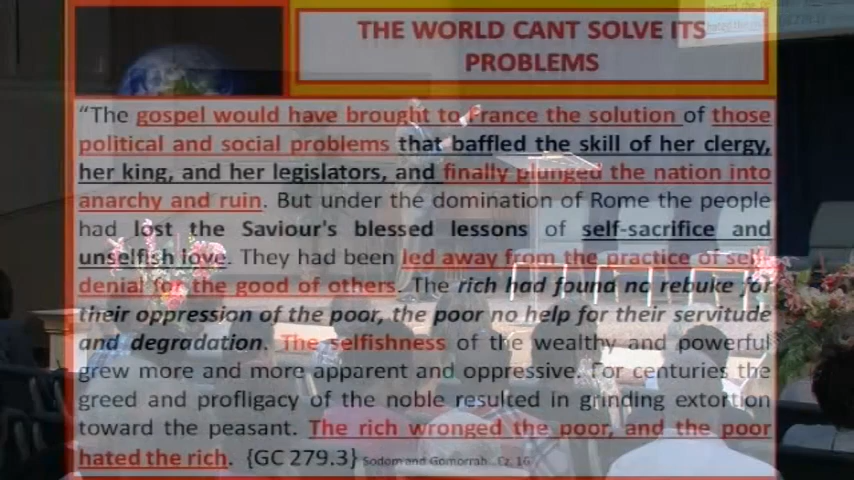 THE WORLD CANT SOLVE ITS
PROBLEMS
“The gospel would have brought to France the solution of those
political and social problems that baffled the skill of her clergy,
her king, and her legislators, and finally plunged the nation into
anarchy and ruin. But under the domination of Rome the people
had lost the Saviour's blessed lessons of self-sacrifice and
unselfish love. They had been led away from the practice of self-
denial for the good of others. The rich had found no rebuke for
their oppression of the poor, the poor no help for their servitude
and degradation. The selfishness of the wealthy and powerful
grew more and more apparent and oppressive. For centuries the
greed and profligacy of the noble resulted in grinding extortion
toward the peasant. The rich wronged the poor, and the poor
hated the rich. {GC 279.3} Sodom and Gomorrah Ez. 16